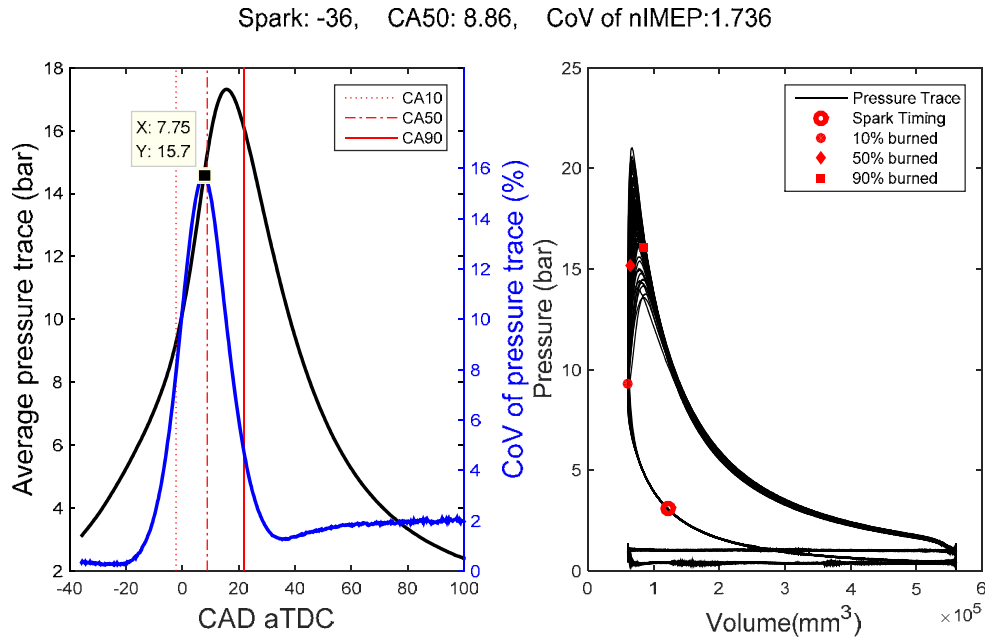 Spark: -36, CA50: 8.86, CoV of nIMEP:1.736
18
16
14
12
10
8
6
4
2
Average pressure trace (bar)
-40
-20
0
20
40
60
80
100
CAD aTDC
X: 7.75
Y: 15.7
CA10
CA50
CA90
16
14
12
10
8
6
4
2
0
CoV of pressure trace (%)
25
20
15
10
5
0
Pressure (bar)
0
1
2
3
4
5
6
×10⁵
Volume(mm³)
Pressure Trace
Spark Timing
10% burned
50% burned
90% burned